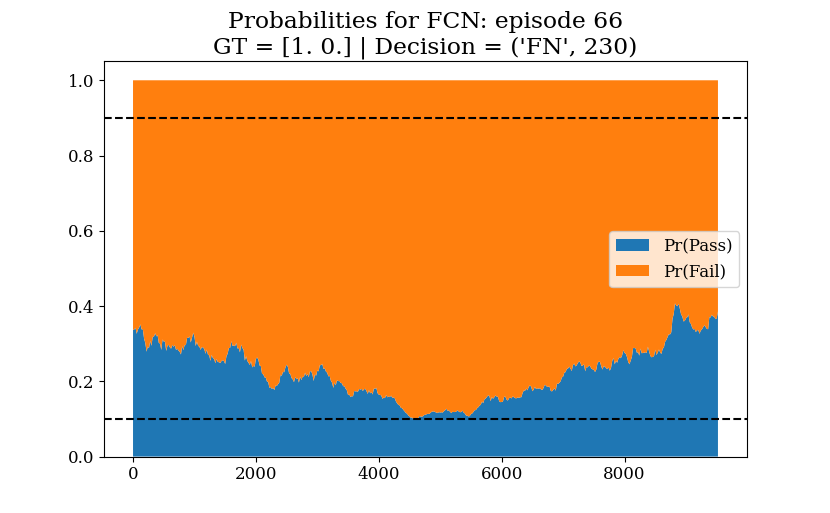 Probabilities for FCN: episode 66
GT = [1. 0.] | Decision = ('FN', 230)
1.0
0.8
0.6
0.4
0.2
0.0
Pr(Pass)
Pr(Fail)
0
2000
4000
6000
8000